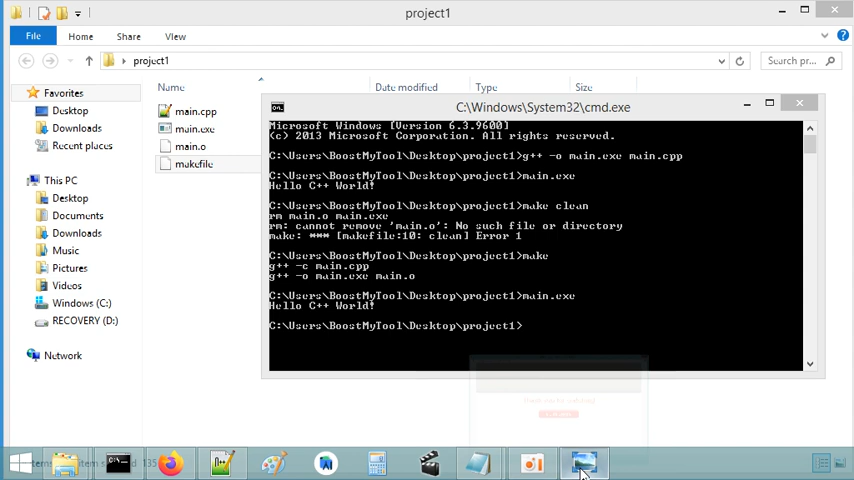 project1
File
Home
Share
View
project1
Search pr...
Name
Date modified
Type
Size
Favorites
Desktop
Downloads
Recent places
This PC
Desktop
Documents
Downloads
Music
Pictures
Videos
Windows (C:)
RECOVERY (D:)
Network
main.cpp
main.exe
main.o
makefile
C:\Windows\System32\cmd.exe
Microsoft Windows [Version 6.3.9600]
(c) 2013 Microsoft Corporation. All rights reserved.
C:\Users\BoostMyTool\Desktop\project1>g++ -o main.exe main.cpp
C:\Users\BoostMyTool\Desktop\project1>main.exe
Hello C++ World!
C:\Users\BoostMyTool\Desktop\project1>make clean
rm main.o main.exe
rm: cannot remove 'main.o': No such file or directory
make: *** [makefile:10: clean] Error 1
C:\Users\BoostMyTool\Desktop\project1>make
g++ -c main.cpp
g++ -o main.exe main.o
C:\Users\BoostMyTool\Desktop\project1>main.exe
Hello C++ World!
C:\Users\BoostMyTool\Desktop\project1>